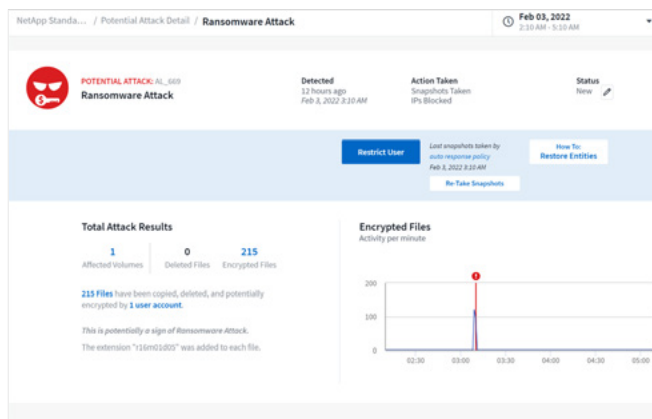 NetApp Standa... / Potential Attack Detail / Ransomware Attack
Feb 03, 2022
2:10 AM - 5:10 AM
POTENTIAL ATTACK: AL_669
Ransomware Attack
Detected
12 hours ago
Feb 3, 2022 3:10 AM
Action Taken
Snapshots Taken
IPs Blocked
Status
New
Restrict User
Last snapshots taken by
auto response policy
Feb 3, 2022 3:10 AM
Re-Take Snapshots
How To:
Restore Entities
Total Attack Results
1
Affected Volumes
0
Deleted Files
215
Encrypted Files
215 Files have been copied, deleted, and potentially
encrypted by 1 user account.
This is potentially a sign of Ransomware Attack.
The extension "r16m01d05" was added to each file.
Encrypted Files
Activity per minute
200
100
0
02:30 03:00 03:30 04:00 04:30 05:00